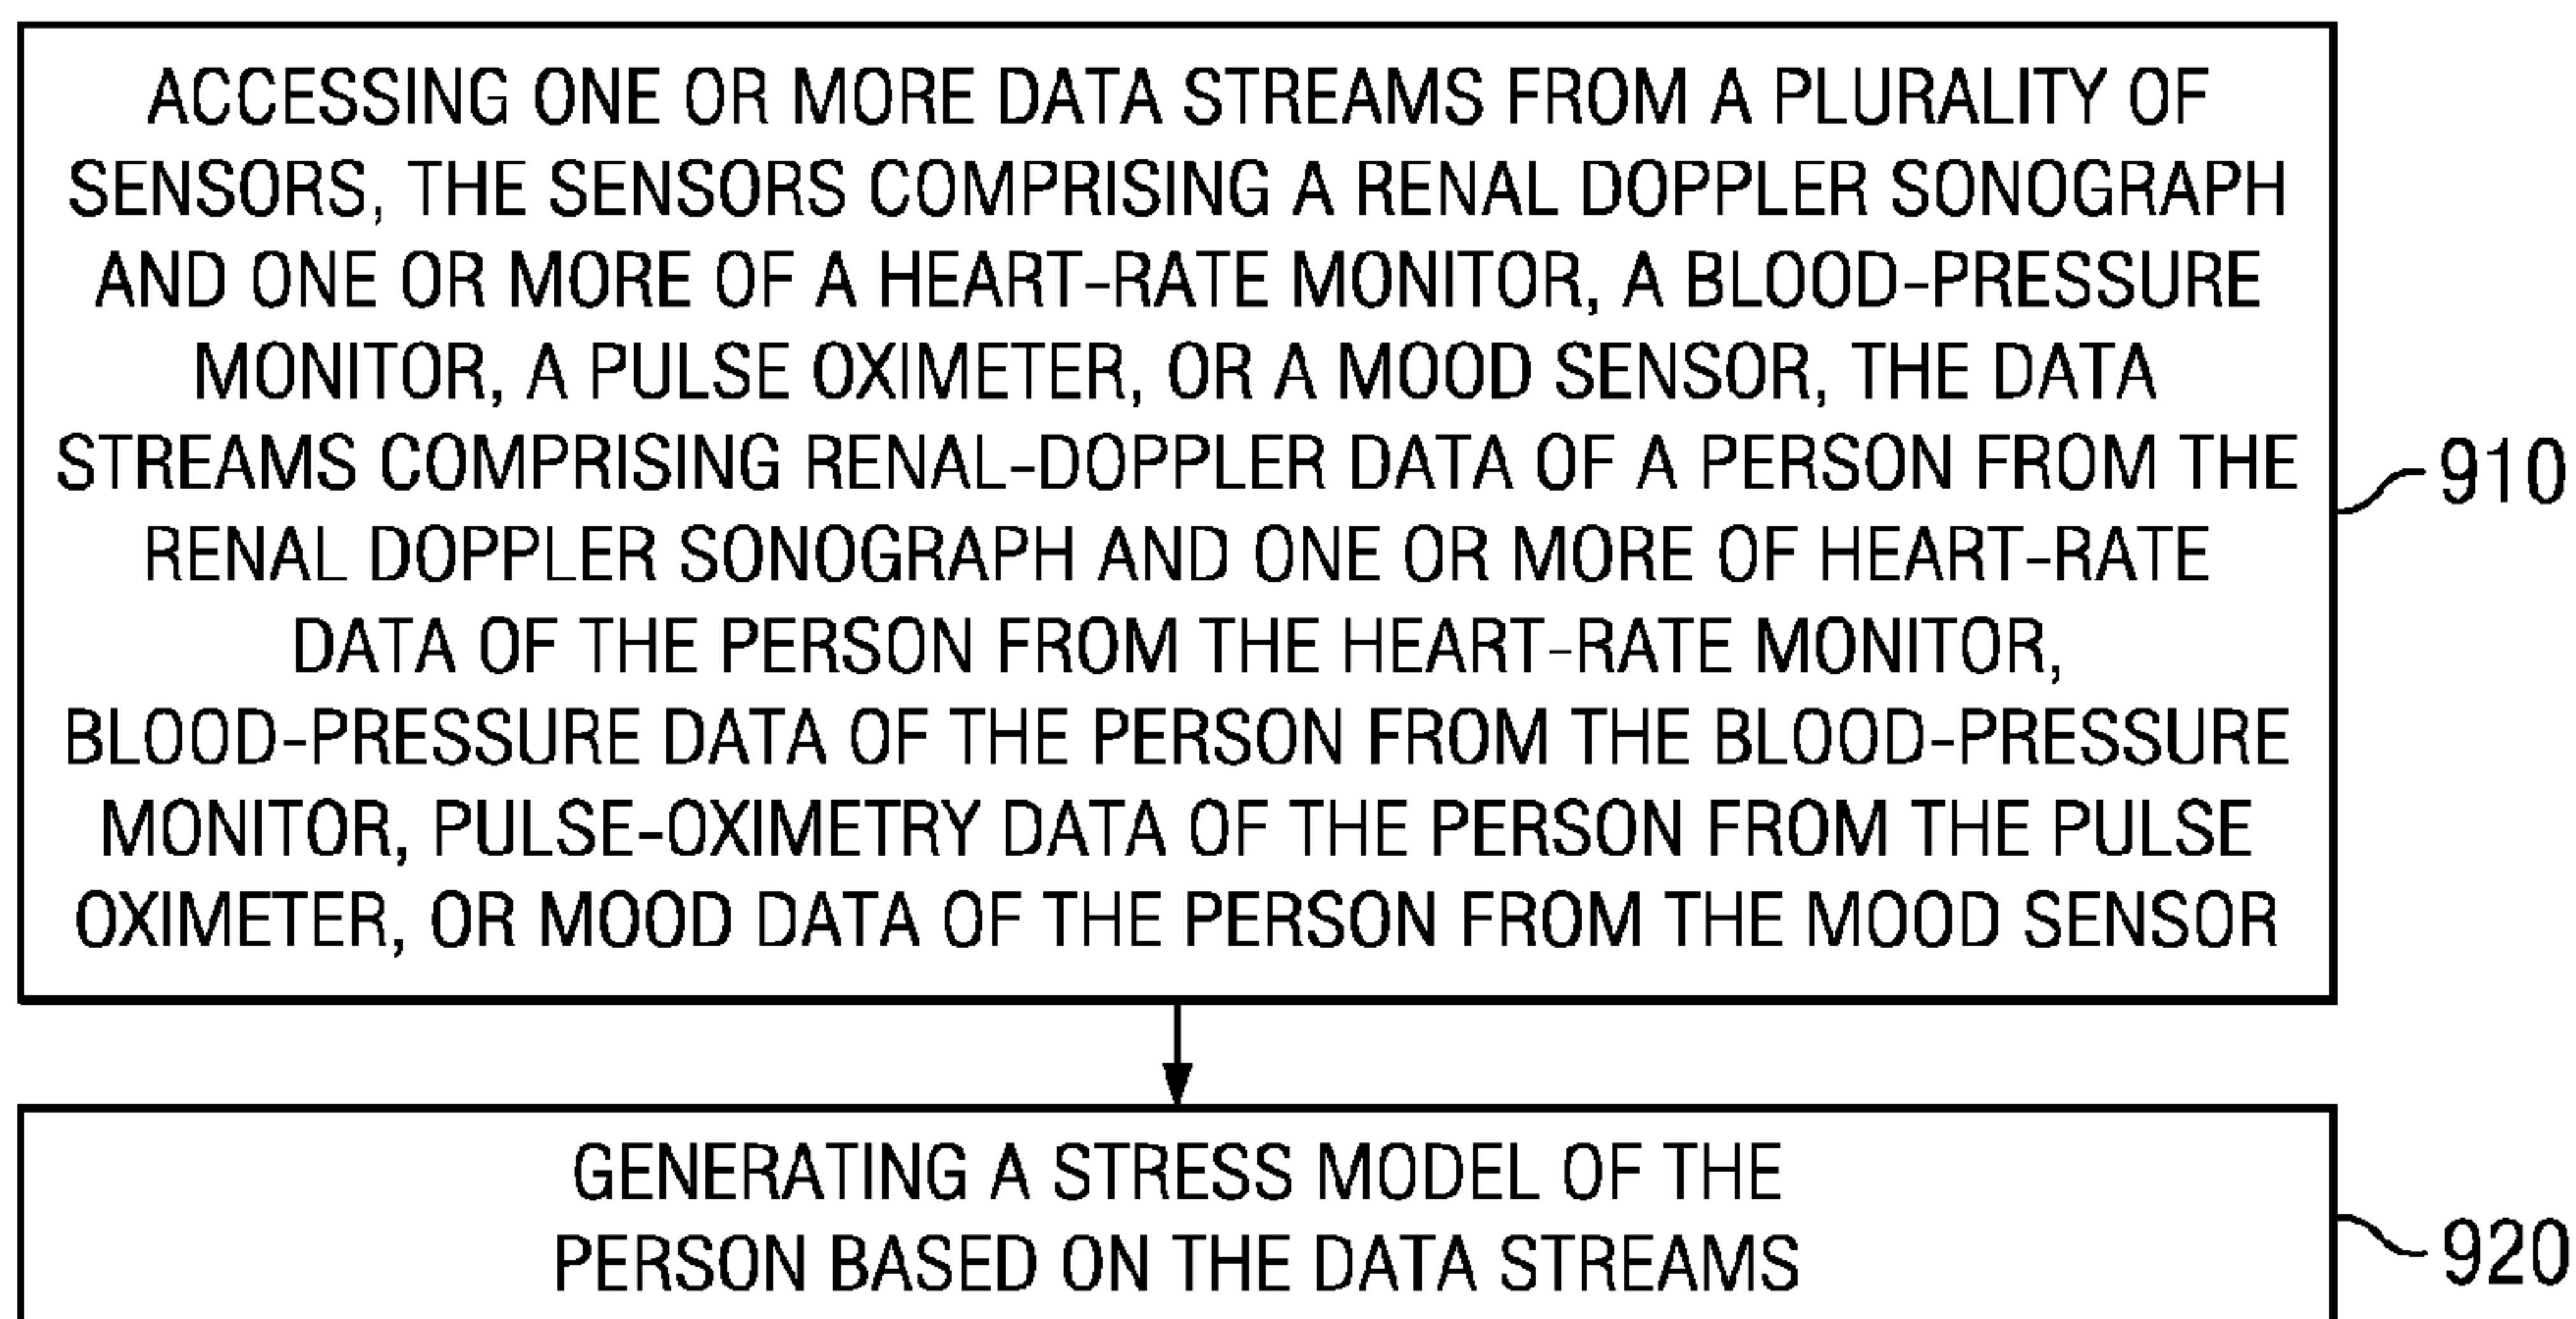 ACCESSING ONE OR MORE DATA STREAMS FROM A PLURALITY OF
SENSORS, THE SENSORS COMPRISING A RENAL DOPPLER SONOGRAPH
AND ONE OR MORE OF A HEART-RATE MONITOR, A BLOOD-PRESSURE
MONITOR, A PULSE OXIMETER, OR A MOOD SENSOR, THE DATA
STREAMS COMPRISING RENAL-DOPPLER DATA OF A PERSON FROM THE
RENAL DOPPLER SONOGRAPH AND ONE OR MORE OF HEART-RATE
DATA OF THE PERSON FROM THE HEART-RATE MONITOR,
BLOOD-PRESSURE DATA OF THE PERSON FROM THE BLOOD-PRESSURE
MONITOR, PULSE-OXIMETRY DATA OF THE PERSON FROM THE PULSE
OXIMETER, OR MOOD DATA OF THE PERSON FROM THE MOOD SENSOR
910
GENERATING A STRESS MODEL OF THE
PERSON BASED ON THE DATA STREAMS
920